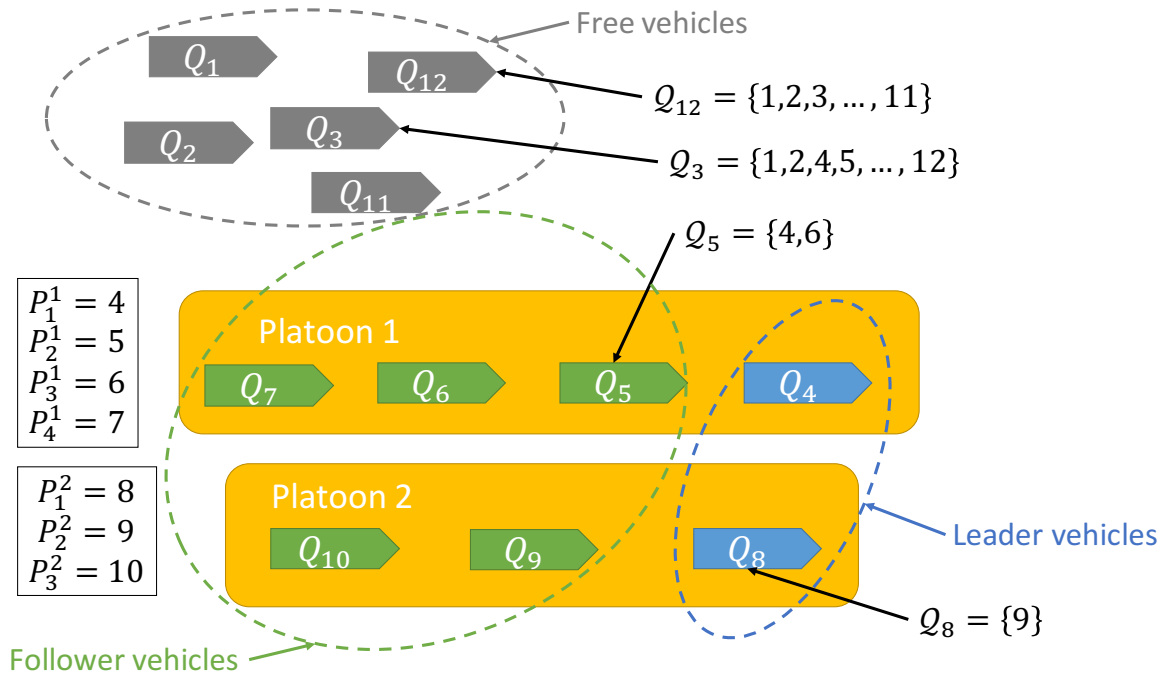 Free vehicles
Q₁
Q₁₂
𝒬₁₂ = {1,2,3, … , 11}
Q₂
Q₃
𝒬₃ = {1,2,4,5, … , 12}
Q₁₁
𝒬₅ = {4,6}
P₁¹ = 4
P₂¹ = 5
P₃¹ = 6
P₄¹ = 7
Platoon 1
Q₇
Q₆
Q₅
Q₄
P₁² = 8
P₂² = 9
P₃² = 10
Platoon 2
Q₁₀
Q₉
Q₈
Leader vehicles
𝒬₈ = {9}
Follower vehicles